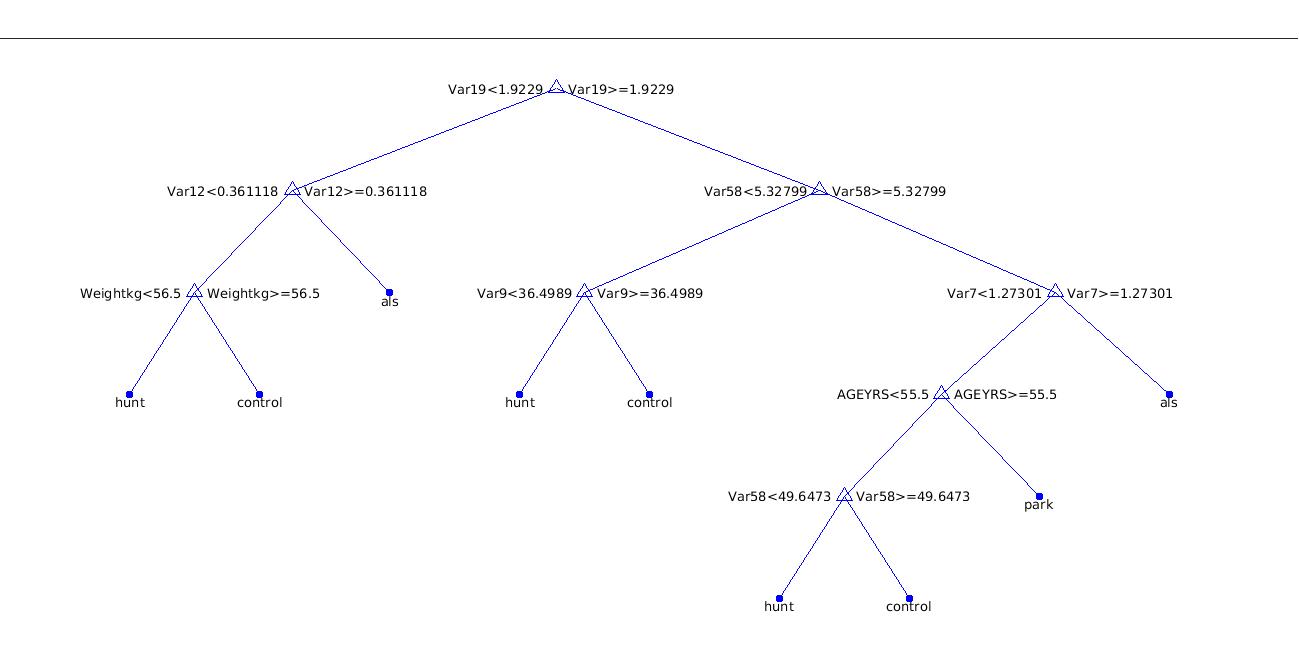 Var19<1.9229 Var19>=1.9229
Var12<0.361118 Var12>=0.361118 Var58<5.32799 Var58>=5.32799
Weightkg<56.5 Weightkg>=56.5 als Var9<36.4989 Var9>=36.4989 Var7<1.27301 Var7>=1.27301
hunt control hunt control AGEYRS<55.5 AGEYRS>=55.5 als
Var58<49.6473 Var58>=49.6473 park
hunt control